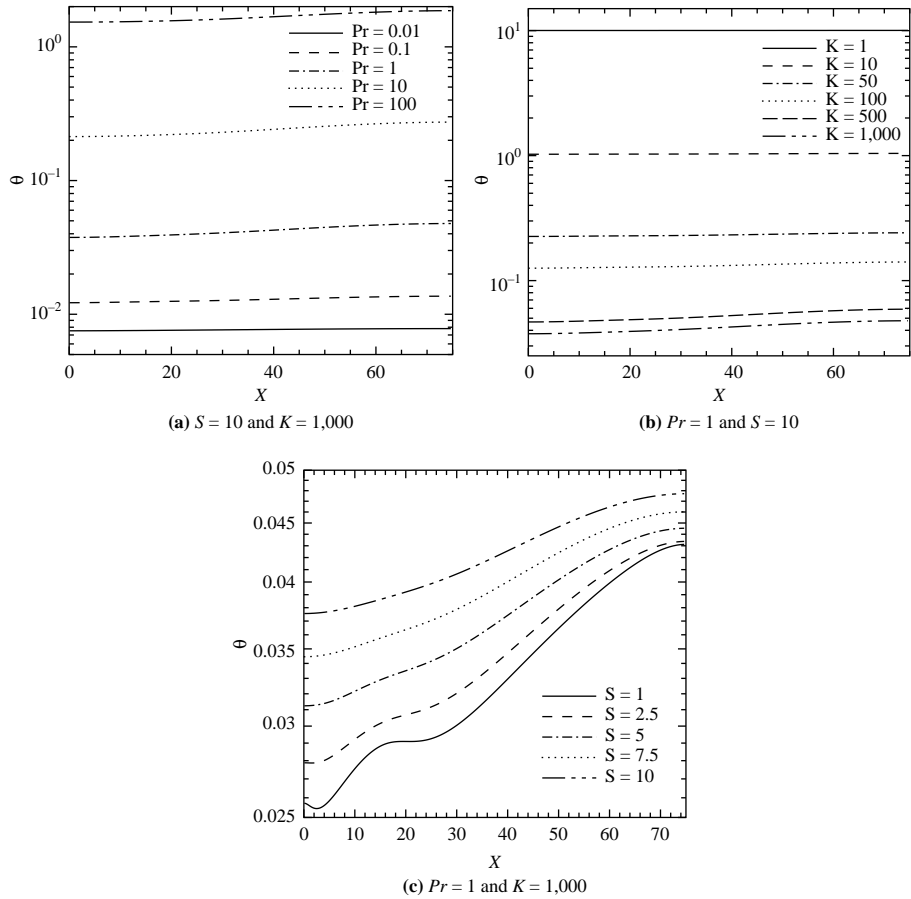 10^0
10^-1
10^-2
θ
Pr = 0.01
Pr = 0.1
Pr = 1
Pr = 10
Pr = 100
0 20 40 60
X
(a) S = 10 and K = 1,000
10^1
10^0
10^-1
θ
K = 1
K = 10
K = 50
K = 100
K = 500
K = 1,000
0 20 40 60
X
(b) Pr = 1 and S = 10
0.05
0.045
0.04
0.035
0.03
0.025
θ
S = 1
S = 2.5
S = 5
S = 7.5
S = 10
0 10 20 30 40 50 60 70
X
(c) Pr = 1 and K = 1,000